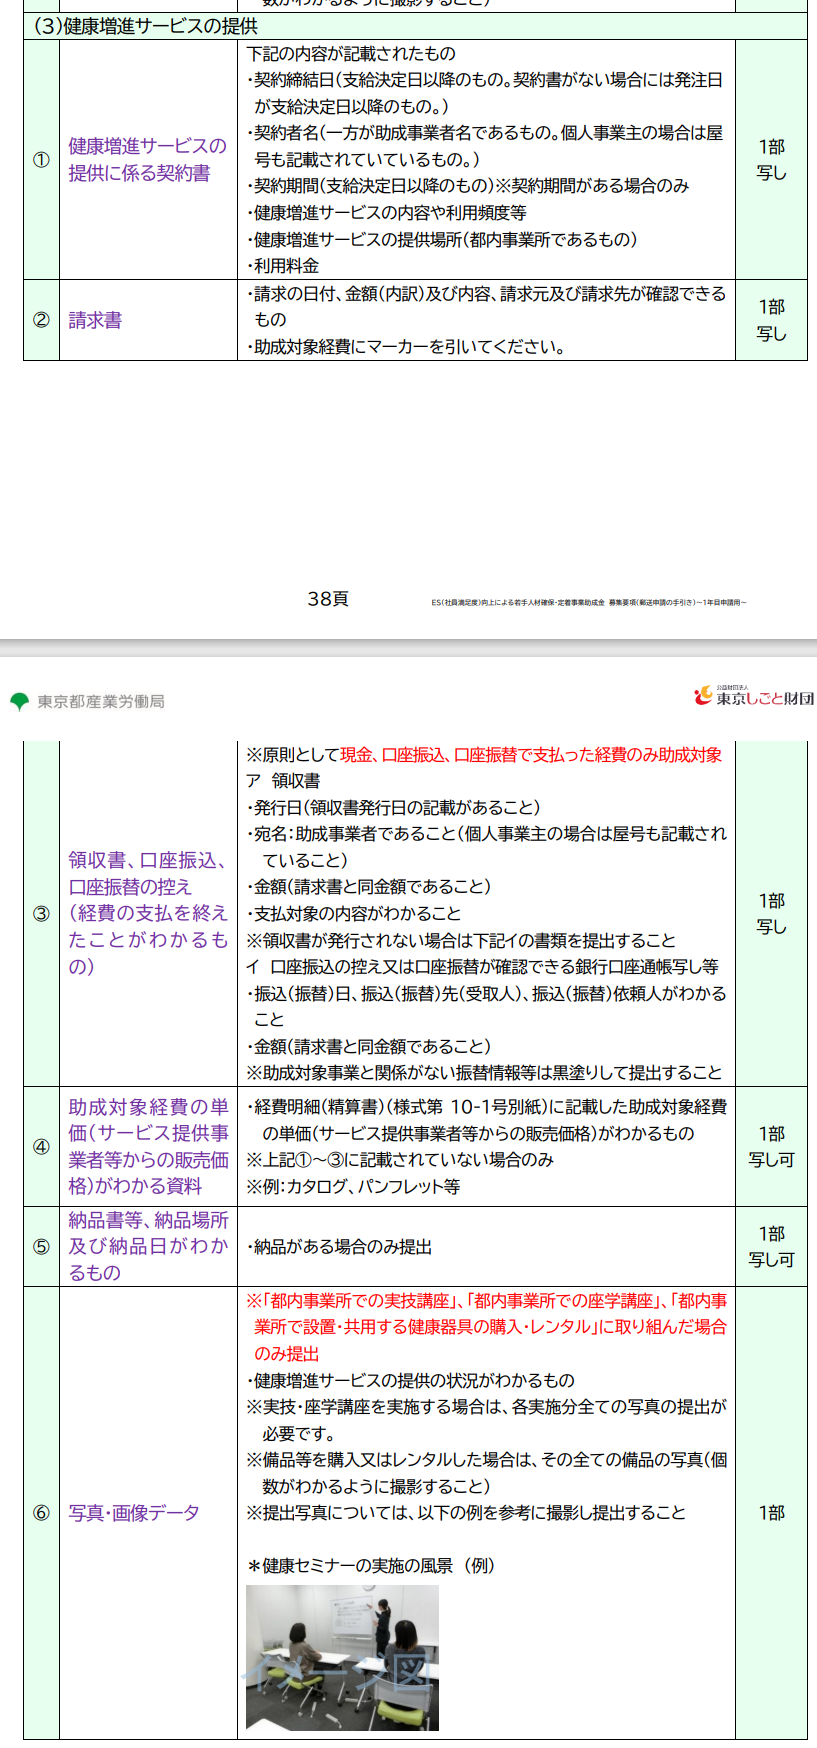 数がわかるように撮影すること）
（３）健康増進サービスの提供
①
健康増進サービスの
提供に係る契約書
下記の内容が記載されたもの
・契約締結日（支給決定日以降のもの。契約書がない場合には発注日
が支給決定日以降のもの。）
・契約者名（一方が助成事業者名であるもの。個人事業主の場合は屋
号も記載されていているもの。）
・契約期間（支給決定日以降のもの）※契約期間がある場合のみ
・健康増進サービスの内容や利用頻度等
・健康増進サービスの提供場所（都内事業所であるもの）
・利用料金
１部
写し
②
請求書
・請求の日付、金額（内訳）及び内容、請求元及び請求先が確認できる
もの
・助成対象経費にマーカーを引いてください。
１部
写し
38頁
ES（社員満足度）向上による若手人材確保・定着事業助成金 募集要項（郵送申請の手引き）～1年目申請用～
東京都産業労働局
公益財団法人
東京しごと財団
③
領収書、口座振込、
口座振替の控え
（経費の支払を終え
たことがわかるも
の）
※原則として現金、口座振込、口座振替で支払った経費のみ助成対象
ア 領収書
・発行日（領収書発行日の記載があること）
・宛名：助成事業者であること（個人事業主の場合は屋号も記載され
ていること）
・金額（請求書と同金額であること）
・支払対象の内容がわかること
※領収書が発行されない場合は下記イの書類を提出すること
イ 口座振込の控え又は口座振替が確認できる銀行口座通帳写し等
・振込（振替）日、振込（振替）先（受取人）、振込（振替）依頼人がわかる
こと
・金額（請求書と同金額であること）
※助成対象事業と関係がない振替情報等は黒塗りして提出すること
１部
写し
④
助成対象経費の単
価（サービス提供事
業者等からの販売価
格）がわかる資料
・経費明細（精算書）（様式第 10-1号別紙）に記載した助成対象経費
の単価（サービス提供事業者等からの販売価格）がわかるもの
※上記①～③に記載されていない場合のみ
※例：カタログ、パンフレット等
１部
写し可
⑤
納品書等、納品場所
及び納品日がわか
るもの
・納品がある場合のみ提出
１部
写し可
⑥
写真・画像データ
※「都内事業所での実技講座」、「都内事業所での座学講座」、「都内事
業所で設置・共用する健康器具の購入・レンタル」に取り組んだ場合
のみ提出
・健康増進サービスの提供の状況がわかるもの
※実技・座学講座を実施する場合は、各実施分全ての写真の提出が
必要です。
※備品等を購入又はレンタルした場合は、その全ての備品の写真（個
数がわかるように撮影すること）
※提出写真については、以下の例を参考に撮影し提出すること
＊健康セミナーの実施の風景 （例）
イメージ図
１部